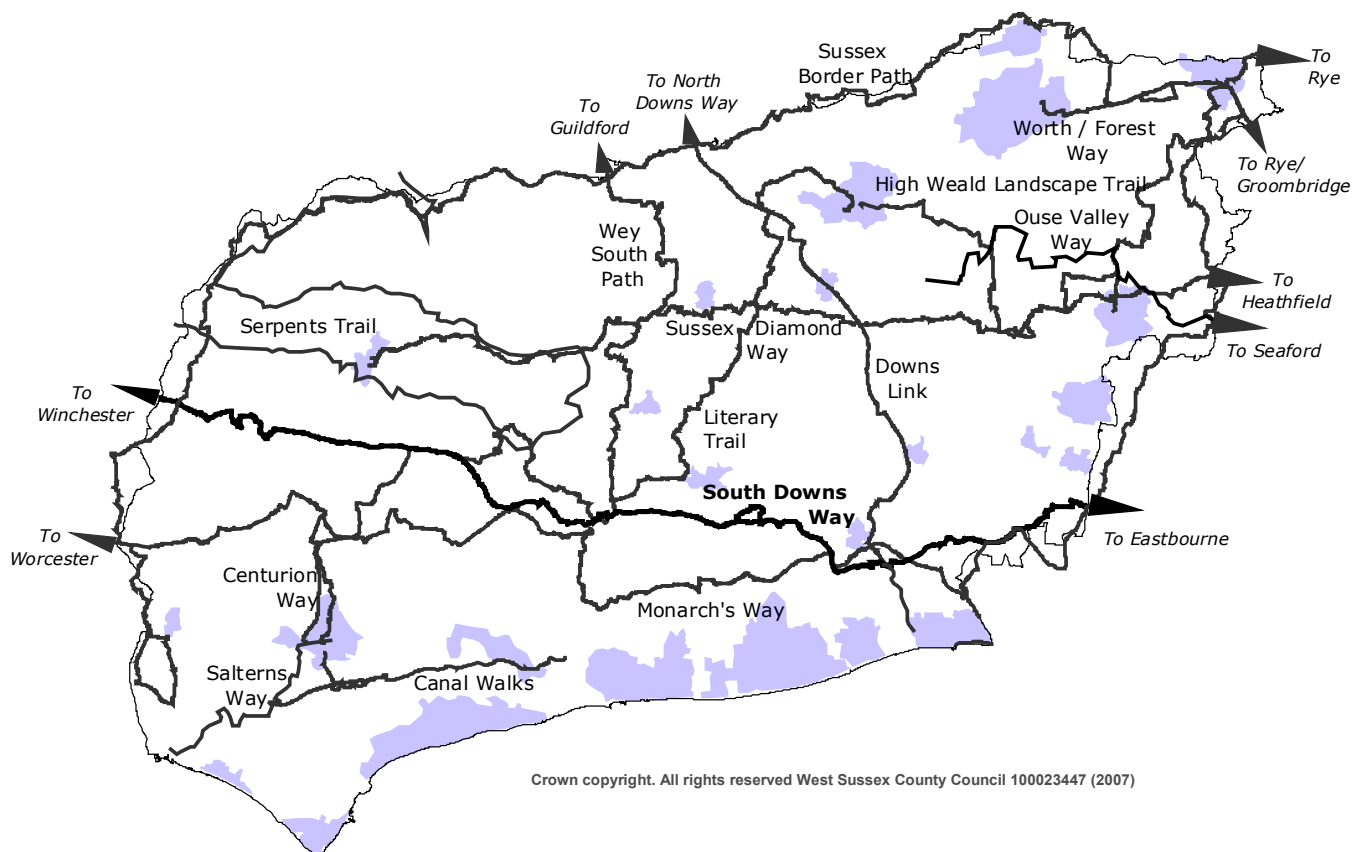 Sussex
Border Path
To
Rye
To North
Downs Way
To
Guildford
Worth / Forest
Way
To Rye/
Groombridge
High Weald Landscape Trail
Ouse Valley
Way
Wey
South
Path
To
Heathfield
Serpents Trail
Sussex Diamond
Way
To Seaford
Downs
Link
To
Winchester
Literary
Trail
South Downs
Way
To
Worcester
To Eastbourne
Centurion
Way
Monarch's Way
Salterns
Way
Canal Walks
Crown copyright. All rights reserved West Sussex County Council 100023447 (2007)